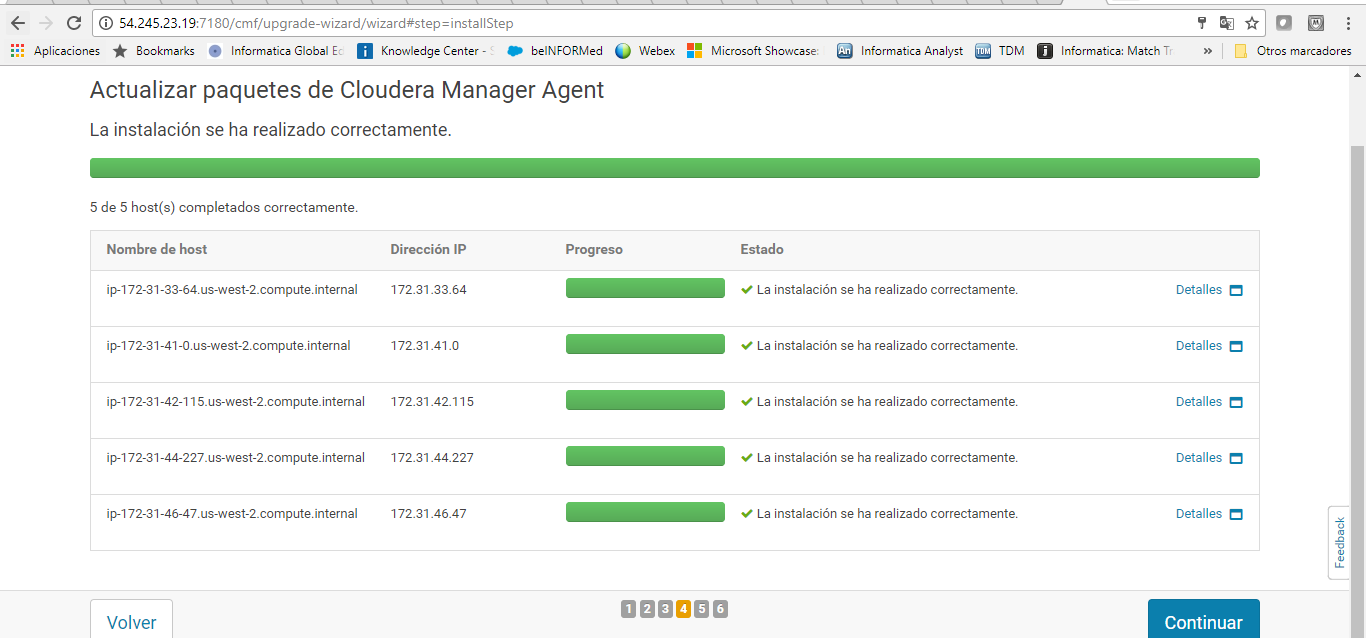 54.245.23.19:7180/cmf/upgrade-wizard/wizard#step=installStep
Aplicaciones Bookmarks Informatica Global Ed Knowledge Center - beINFORMed Webex Microsoft Showcase: An Informatica Analyst TDM TDM Informatica: Match Tr » Otros marcadores
Actualizar paquetes de Cloudera Manager Agent
La instalación se ha realizado correctamente.
5 de 5 host(s) completados correctamente.
Nombre de host Dirección IP Progreso Estado
ip-172-31-33-64.us-west-2.compute.internal 172.31.33.64 La instalación se ha realizado correctamente. Detalles
ip-172-31-41-0.us-west-2.compute.internal 172.31.41.0 La instalación se ha realizado correctamente. Detalles
ip-172-31-42-115.us-west-2.compute.internal 172.31.42.115 La instalación se ha realizado correctamente. Detalles
ip-172-31-44-227.us-west-2.compute.internal 172.31.44.227 La instalación se ha realizado correctamente. Detalles
ip-172-31-46-47.us-west-2.compute.internal 172.31.46.47 La instalación se ha realizado correctamente. Detalles
Feedback
Volver 1 2 3 4 5 6 Continuar